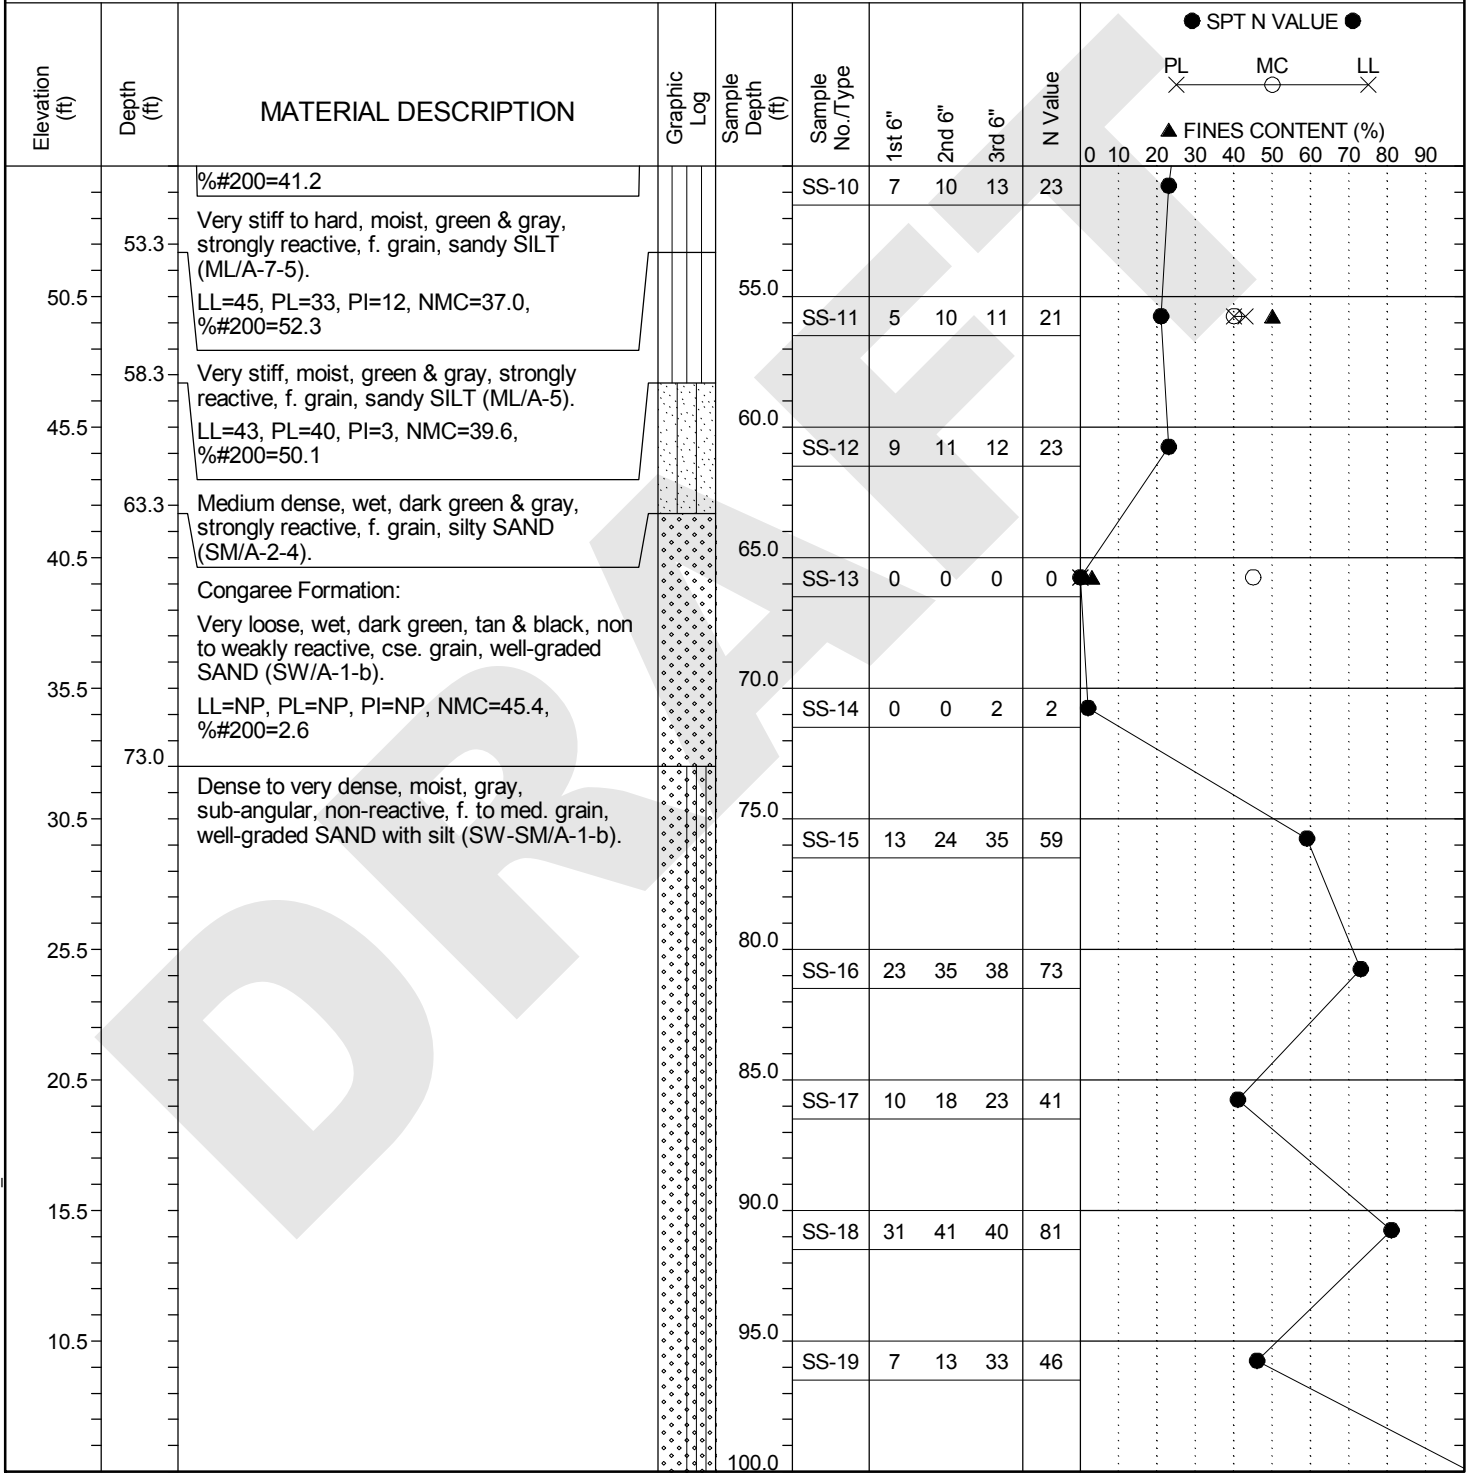 ● SPT N VALUE ●
PL MC LL
▲ FINES CONTENT (%)
0 10 20 30 40 50 60 70 80 90
Elevation
(ft)
Depth
(ft)
MATERIAL DESCRIPTION
Graphic
Log
Sample
Depth
(ft)
Sample
No./Type
1st 6"
2nd 6"
3rd 6"
N Value
%#200=41.2
SS-10 7 10 13 23
Very stiff to hard, moist, green & gray,
53.3 strongly reactive, f. grain, sandy SILT
(ML/A-7-5).
55.0
50.5 LL=45, PL=33, PI=12, NMC=37.0,
%#200=52.3
SS-11 5 10 11 21
58.3 Very stiff, moist, green & gray, strongly
reactive, f. grain, sandy SILT (ML/A-5).
60.0
45.5 LL=43, PL=40, PI=3, NMC=39.6,
%#200=50.1
SS-12 9 11 12 23
63.3 Medium dense, wet, dark green & gray,
strongly reactive, f. grain, silty SAND
(SM/A-2-4).
65.0
40.5
SS-13 0 0 0 0
Congaree Formation:
Very loose, wet, dark green, tan & black, non
to weakly reactive, cse. grain, well-graded
SAND (SW/A-1-b).
70.0
35.5
LL=NP, PL=NP, PI=NP, NMC=45.4,
%#200=2.6
SS-14 0 0 2 2
73.0
Dense to very dense, moist, gray,
sub-angular, non-reactive, f. to med. grain,
well-graded SAND with silt (SW-SM/A-1-b).
75.0
30.5
SS-15 13 24 35 59
80.0
25.5
SS-16 23 35 38 73
85.0
20.5
SS-17 10 18 23 41
90.0
15.5
SS-18 31 41 40 81
95.0
10.5
SS-19 7 13 33 46
100.0
DRAFT